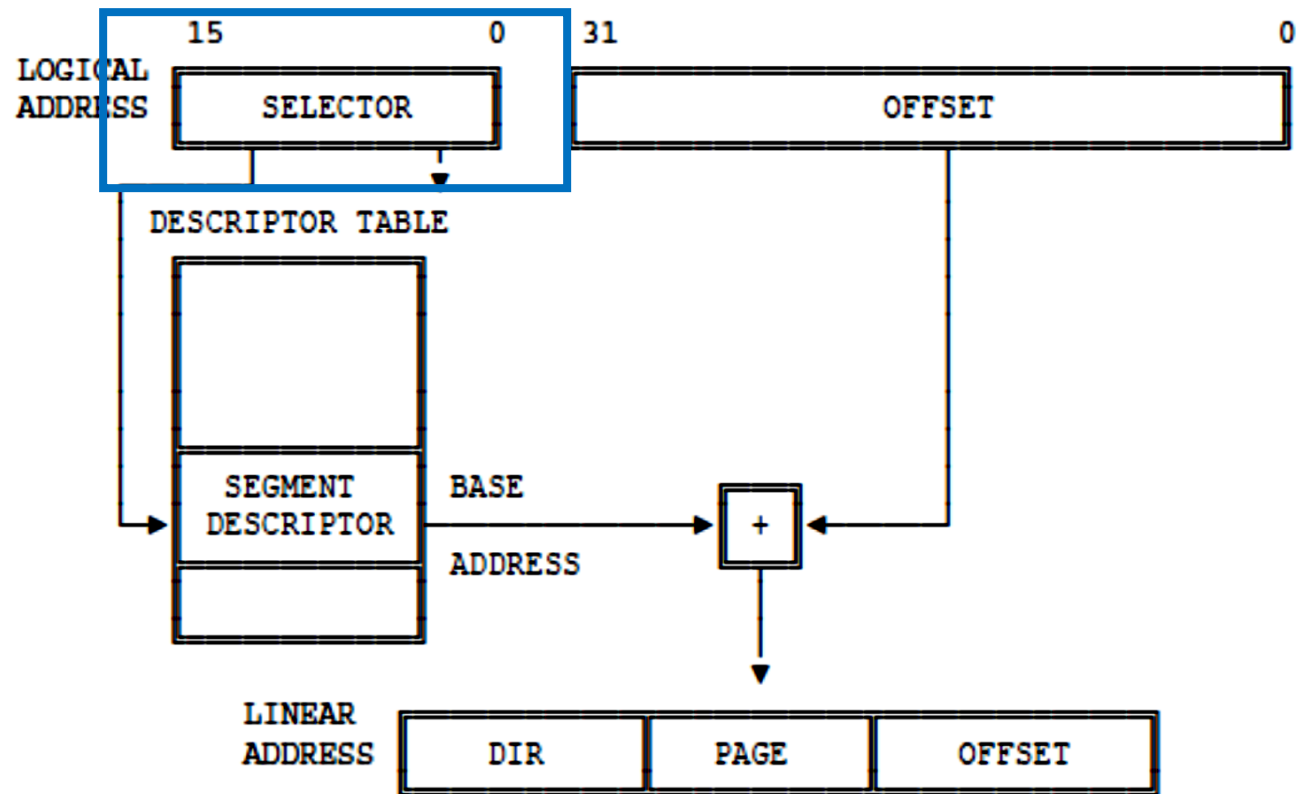 15 0 31 0
LOGICAL
ADDRESS SELECTOR OFFSET
DESCRIPTOR TABLE
SEGMENT BASE
DESCRIPTOR +
ADDRESS
LINEAR
ADDRESS DIR PAGE OFFSET